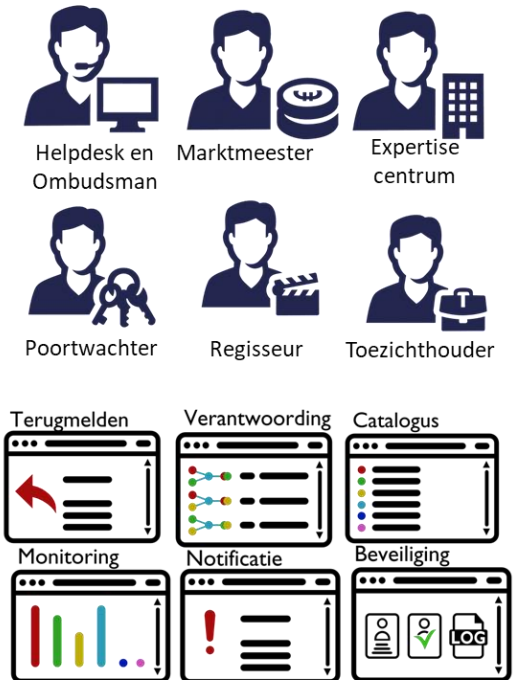 Helpdesk en
Ombudsman
Marktmeester
Expertise
centrum
Poortwachter
Regisseur
Toezichthouder
Terugmelden
Verantwoording
Catalogus
Monitoring
Notificatie
Beveiliging
!
LOG